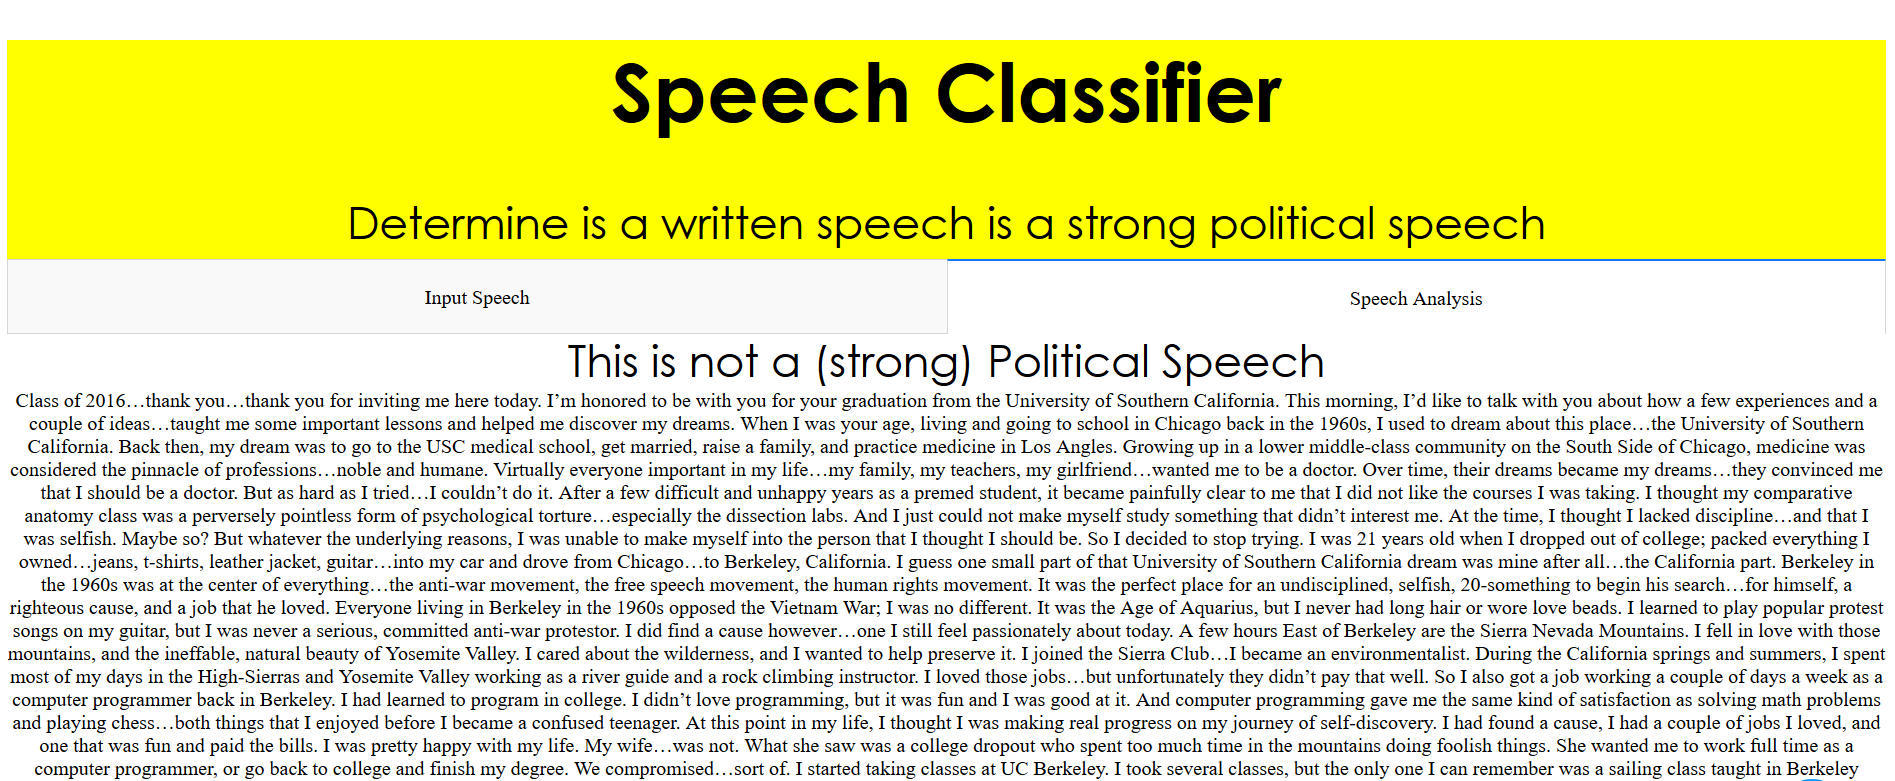 Speech Classifier
Determine is a written speech is a strong political speech
Input Speech
Speech Analysis
This is not a (strong) Political Speech
Class of 2016…thank you…thank you for inviting me here today. I’m honored to be with you for your graduation from the University of Southern California. This morning, I’d like to talk with you about how a few experiences and a
couple of ideas…taught me some important lessons and helped me discover my dreams. When I was your age, living and going to school in Chicago back in the 1960s, I used to dream about this place…the University of Southern
California. Back then, my dream was to go to the USC medical school, get married, raise a family, and practice medicine in Los Angles. Growing up in a lower middle-class community on the South Side of Chicago, medicine was
considered the pinnacle of professions…noble and humane. Virtually everyone important in my life…my family, my teachers, my girlfriend…wanted me to be a doctor. Over time, their dreams became my dreams…they convinced me
that I should be a doctor. But as hard as I tried…I couldn’t do it. After a few difficult and unhappy years as a premed student, it became painfully clear to me that I did not like the courses I was taking. I thought my comparative
anatomy class was a perversely pointless form of psychological torture…especially the dissection labs. And I just could not make myself study something that didn’t interest me. At the time, I thought I lacked discipline…and that I
was selfish. Maybe so? But whatever the underlying reasons, I was unable to make myself into the person that I thought I should be. So I decided to stop trying. I was 21 years old when I dropped out of college; packed everything I
owned…jeans, t-shirts, leather jacket, guitar…into my car and drove from Chicago…to Berkeley, California. I guess one small part of that University of Southern California dream was mine after all…the California part. Berkeley in
the 1960s was at the center of everything…the anti-war movement, the free speech movement, the human rights movement. It was the perfect place for an undisciplined, selfish, 20-something to begin his search…for himself, a
righteous cause, and a job that he loved. Everyone living in Berkeley in the 1960s opposed the Vietnam War; I was no different. It was the Age of Aquarius, but I never had long hair or wore love beads. I learned to play popular protest
songs on my guitar, but I was never a serious, committed anti-war protestor. I did find a cause however…one I still feel passionately about today. A few hours East of Berkeley are the Sierra Nevada Mountains. I fell in love with those
mountains, and the ineffable, natural beauty of Yosemite Valley. I cared about the wilderness, and I wanted to help preserve it. I joined the Sierra Club…I became an environmentalist. During the California springs and summers, I spent
most of my days in the High-Sierras and Yosemite Valley working as a river guide and a rock climbing instructor. I loved those jobs…but unfortunately they didn’t pay that well. So I also got a job working a couple of days a week as a
computer programmer back in Berkeley. I had learned to program in college. I didn’t love programming, but it was fun and I was good at it. And computer programming gave me the same kind of satisfaction as solving math problems
and playing chess…both things that I enjoyed before I became a confused teenager. At this point in my life, I thought I was making real progress on my journey of self-discovery. I had found a cause, I had a couple of jobs I loved, and
one that was fun and paid the bills. I was pretty happy with my life. My wife…was not. What she saw was a college dropout who spent too much time in the mountains doing foolish things. She wanted me to work full time as a
computer programmer, or go back to college and finish my degree. We compromised…sort of. I started taking classes at UC Berkeley. I took several classes, but the only one I can remember was a sailing class taught in Berkeley